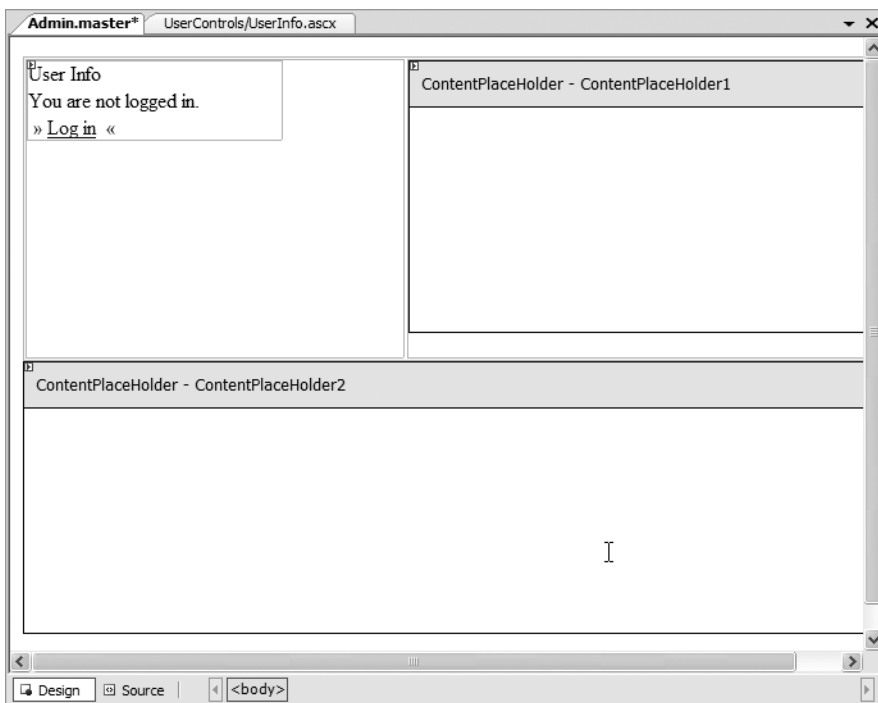 Admin.master* UserControls/UserInfo.ascx
User Info
You are not logged in.
» Log in «
ContentPlaceHolder - ContentPlaceHolder1
ContentPlaceHolder - ContentPlaceHolder2
Design Source <body>